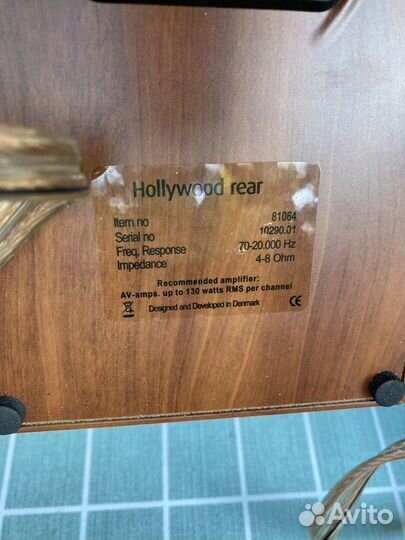 Hollywood rear
Item no 81064
Serial no 10290.01
Freq. Response 70-20.000 Hz
Impedance 4-8 Ohm
Recommended amplifier:
AV-amps. up to 130 watts RMS per channel
Designed and Developed in Denmark CE
Avito